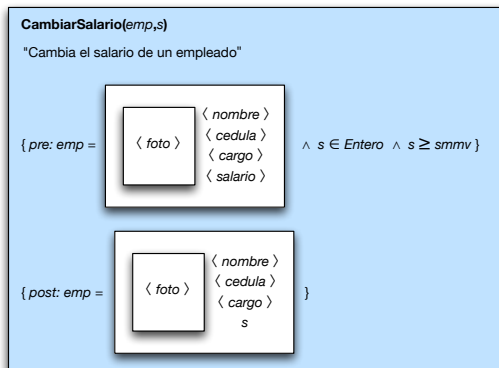 CambiarSalario(emp,s)
"Cambia el salario de un empleado"
〈 nombre 〉
〈 cedula 〉
{ pre: emp = 〈 foto 〉 ∧ s ∈ Entero ∧ s ≥ smmv }
〈 cargo 〉
〈 salario 〉
〈 nombre 〉
〈 cedula 〉
{ post: emp = 〈 foto 〉 }
〈 cargo 〉
s